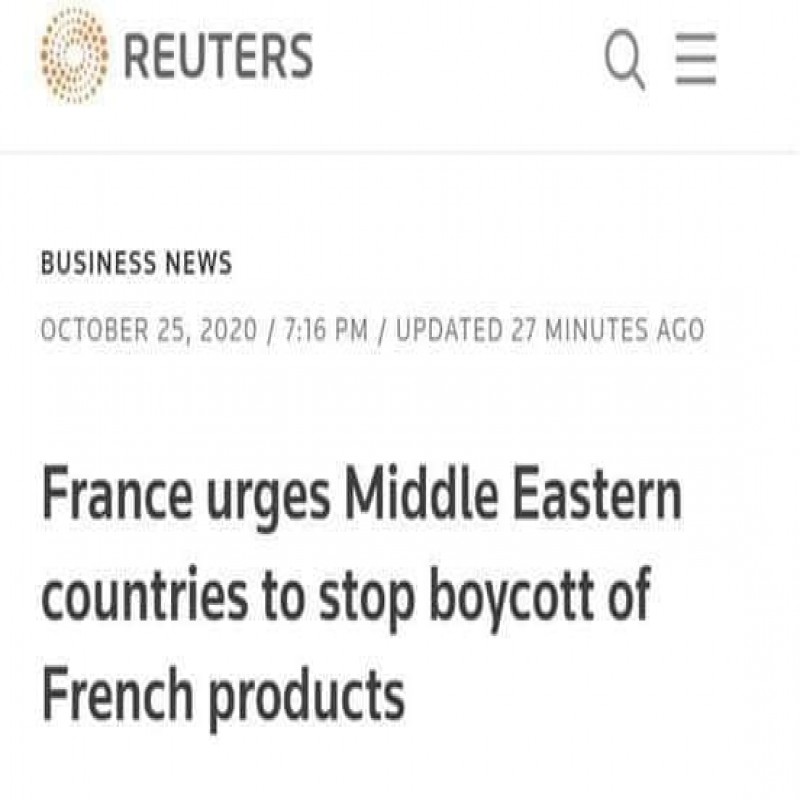 REUTERS
BUSINESS NEWS
OCTOBER 25, 2020 / 7:16 PM / UPDATED 27 MINUTES AGO
France urges Middle Eastern
countries to stop boycott of
French products